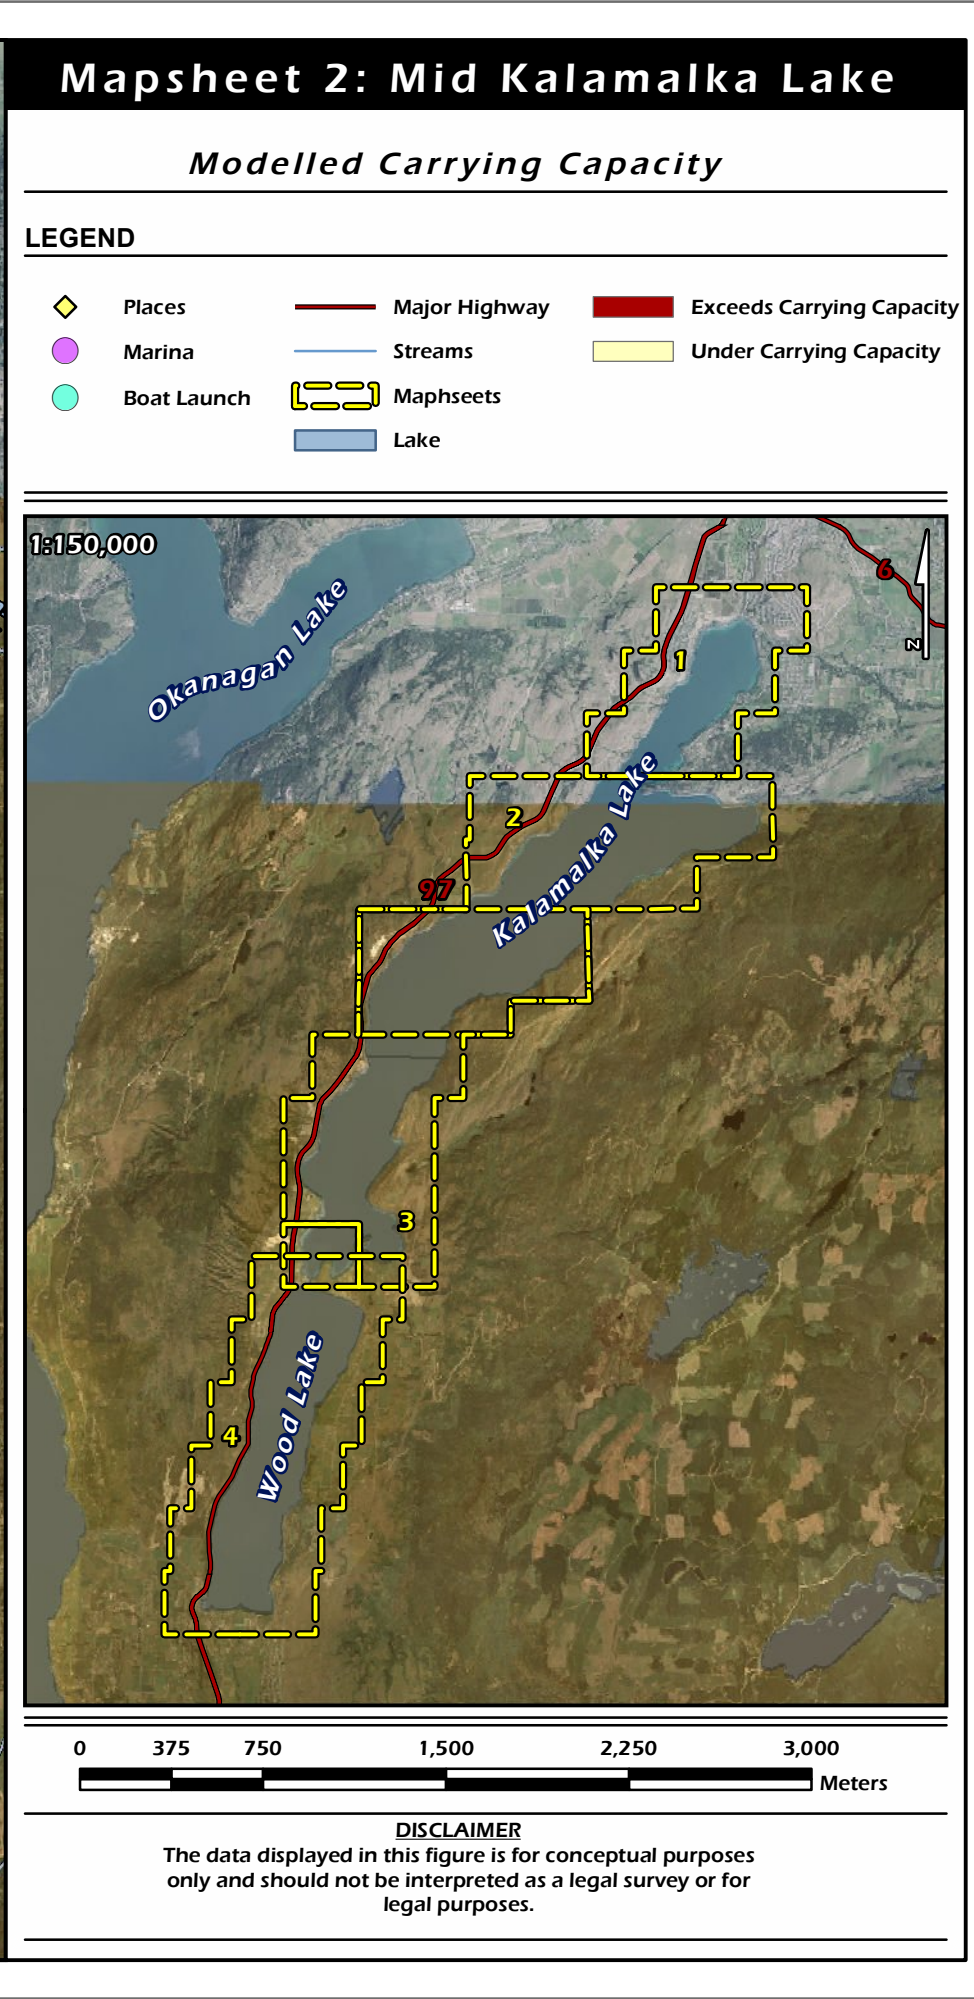 Mapsheet 2: Mid Kalamalka Lake
Modelled Carrying Capacity
LEGEND
Places
Major Highway
Exceeds Carrying Capacity
Marina
Streams
Under Carrying Capacity
Boat Launch
Maphseets
Lake
1:150,000
6
N
Okanagan Lake
1
2
Kalamalka Lake
97
3
Wood Lake
4
0 375 750 1,500 2,250 3,000
Meters
DISCLAIMER
The data displayed in this figure is for conceptual purposes
only and should not be interpreted as a legal survey or for
legal purposes.